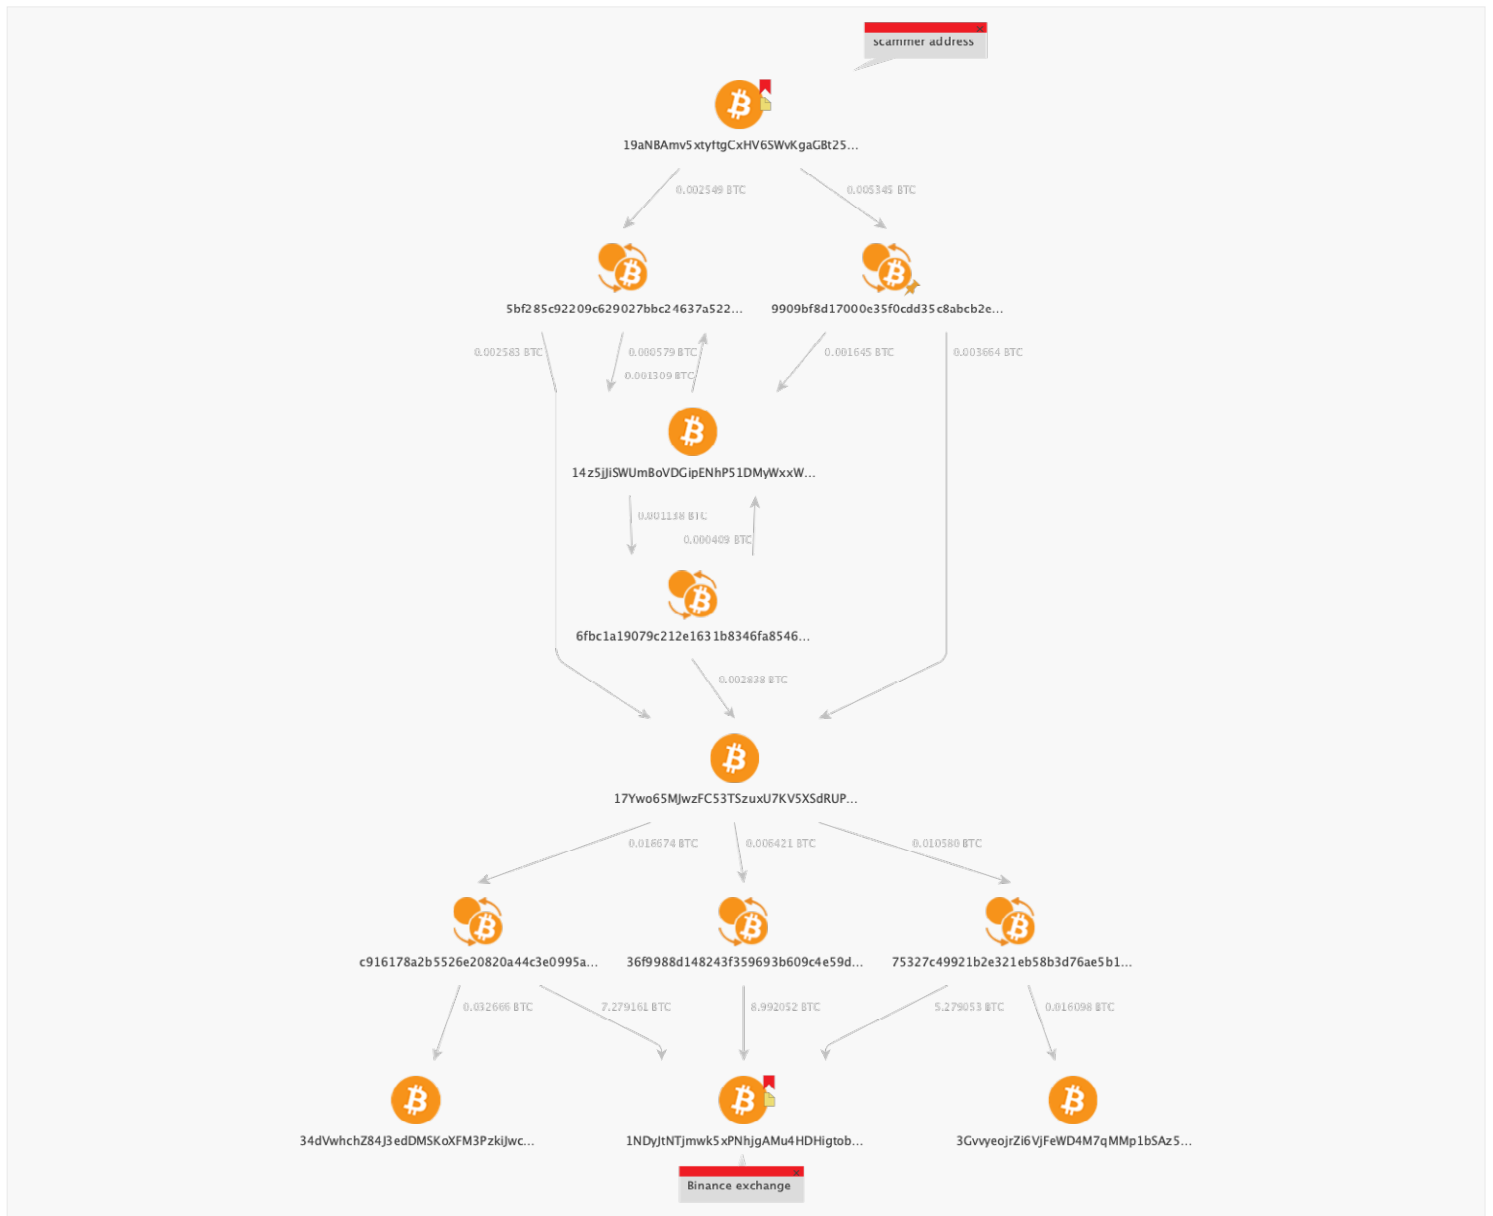 scammer address
19aNBAmv5xtyftgCxHV6SWvKgaGBt25...
0.002549 BTC
0.005345 BTC
5bf285c92209c629027bbc24637a522...
9909bf8d17000e35f0cdd35c8abcb2e...
0.002583 BTC
0.000579 BTC
0.001645 BTC
0.003664 BTC
0.001309 BTC
14z5jJiSWUmBoVDGipENhP51DMyWxxW...
0.001138 BTC
0.000409 BTC
6fbc1a19079c212e1631b8346fa8546...
0.002838 BTC
17Ywo65MJwzFC53TSzuxU7KV5XSdRUP...
0.018674 BTC
0.006421 BTC
0.010580 BTC
c916178a2b5526e20820a44c3e0995a...
36f9988d148243f359693b609c4e59d...
75327c49921b2e321eb58b3d76ae5b1...
0.032666 BTC
7.279161 BTC
8.992052 BTC
5.279053 BTC
0.016098 BTC
34dVwhchZ84J3edDMSKoXFM3PzkiJwc...
1NDyJtNTjmwk5xPNhjgAMu4HDHigtob...
3GvvyeojrZi6VjFeWD4M7qMMp1bSAz5...
Binance exchange